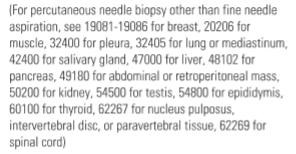 (For percutaneous needle biopsy other than fine needle
aspiration, see 19081-19086 for breast, 20206 for
muscle, 32400 for pleura, 32405 for lung or mediastinum,
42400 for salivary gland, 47000 for liver, 48102 for
pancreas, 49180 for abdominal or retroperitoneal mass,
50200 for kidney, 54500 for testis, 54800 for epididymis,
60100 for thyroid, 62267 for nucleus pulposus,
intervertebral disc, or paravertebral tissue, 62269 for
spinal cord)